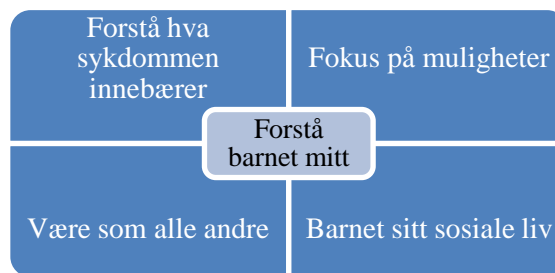 Forstå hva
sykdommen
innebærer
Fokus på muligheter
Forstå
barnet mitt
Være som alle andre
Barnet sitt sosiale liv